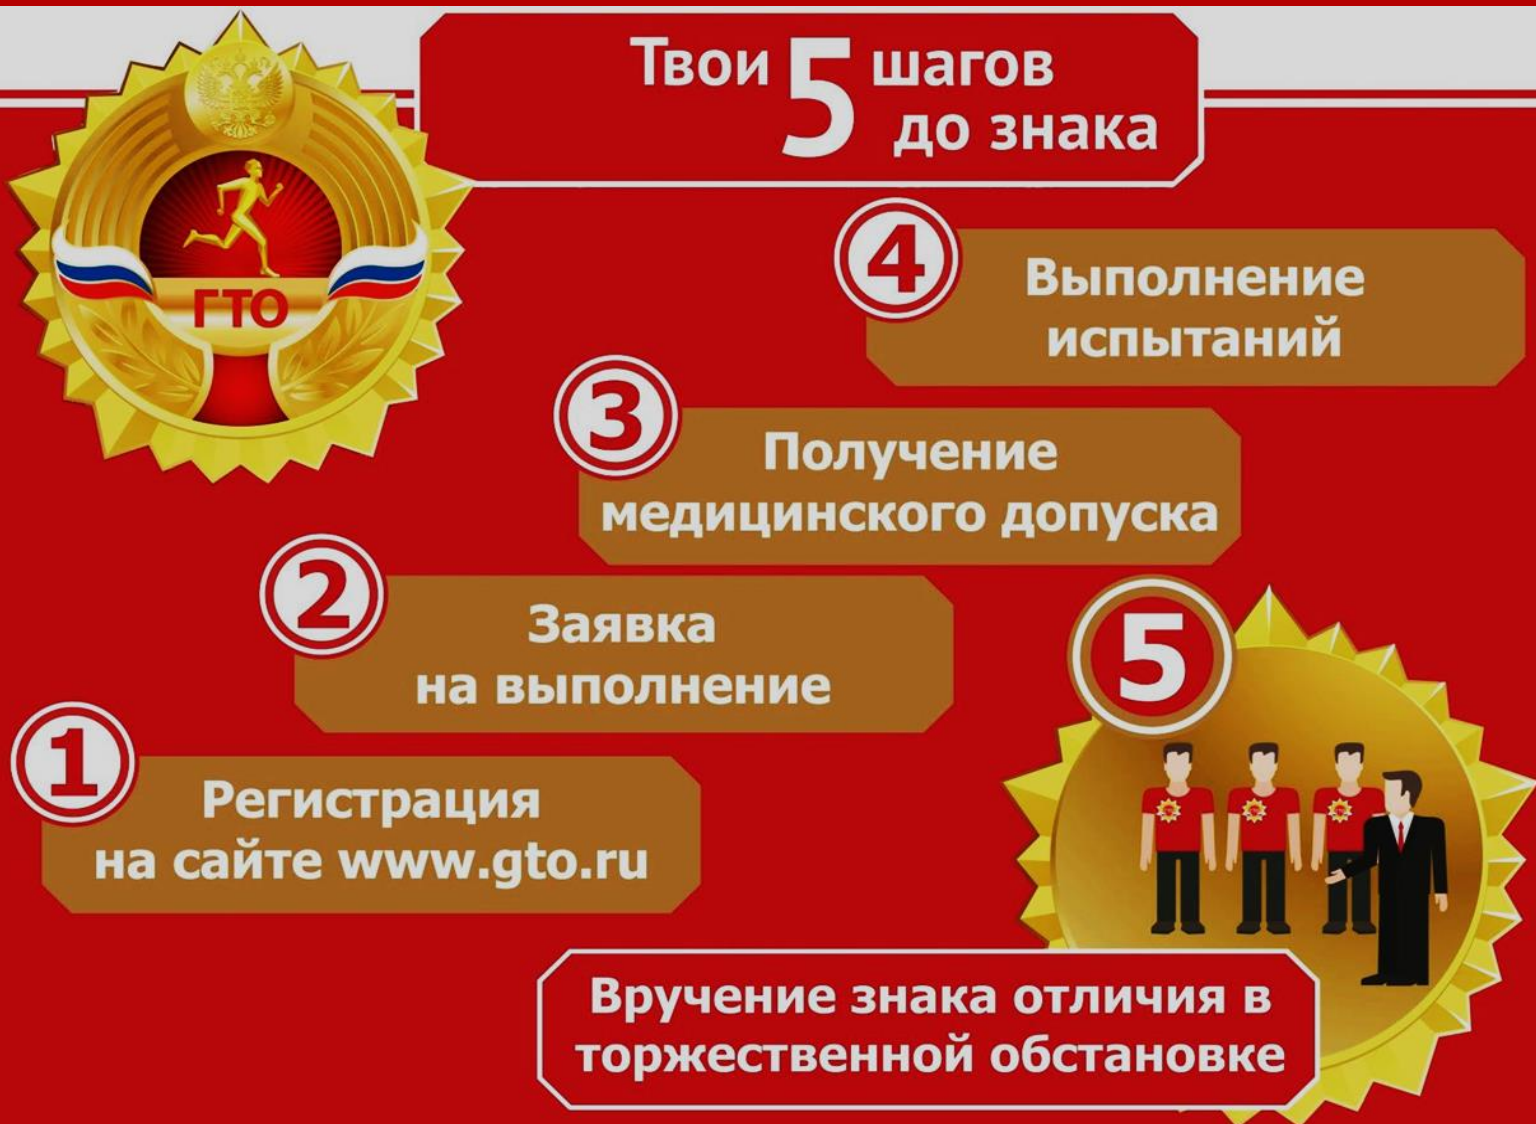 Твои 5 шагов
до знака
ГТО
4
Выполнение
испытаний
3
Получение
медицинского допуска
2
Заявка
на выполнение
1
Регистрация
на сайте www.gto.ru
5
Вручение знака отличия в
торжественной обстановке